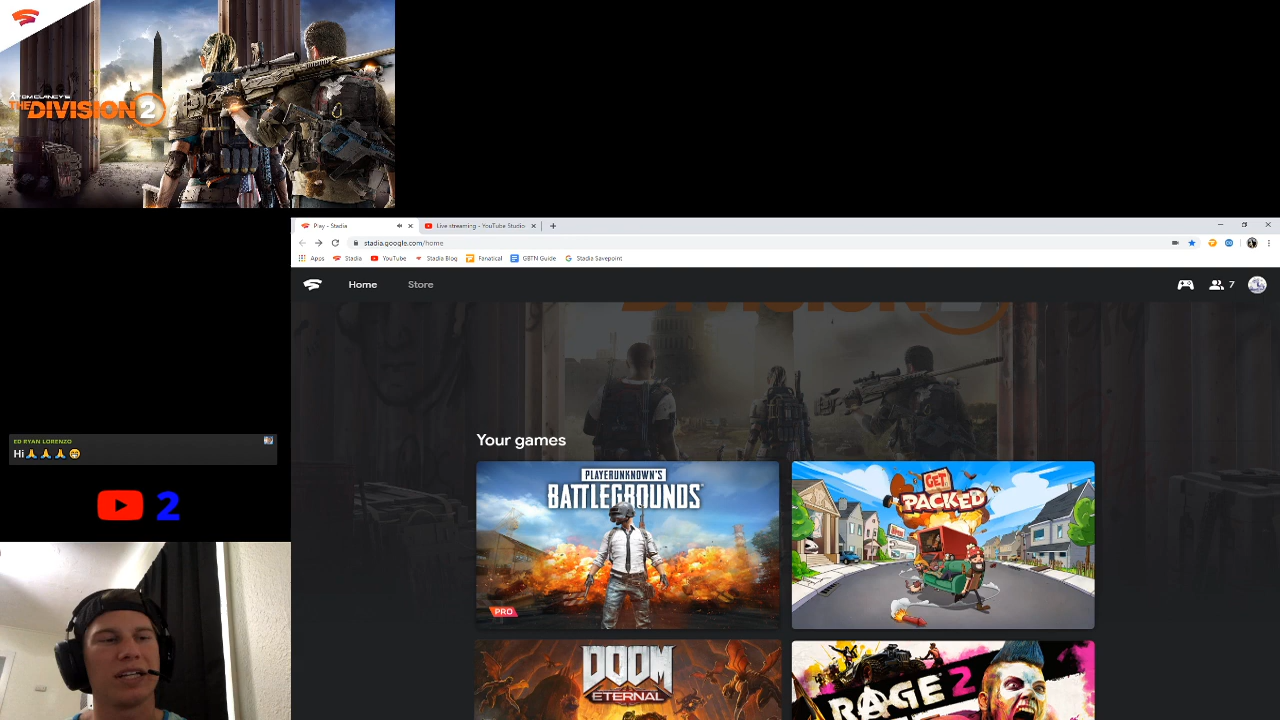 TOM CLANCY'S
THE DIVISION 2
Play - Stadia
Live streaming - YouTube Studio
stadia.google.com/home
Apps
Stadia
YouTube
Stadia Blog
Fanatical
GBTN Guide
Stadia Savepoint
Home
Store
7
ED RYAN LORENZO
Hi🙏 🙏 🙏 😁
2
Your games
PLAYERUNKNOWN'S
BATTLEGROUNDS
PRO
GET
PACKED
DOOM
ETERNAL
RAGE 2